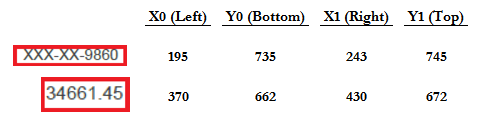 X0 (Left) Y0 (Bottom) X1 (Right) Y1 (Top)
XXX-XX-9860 195 735 243 745
34661.45 370 662 430 672